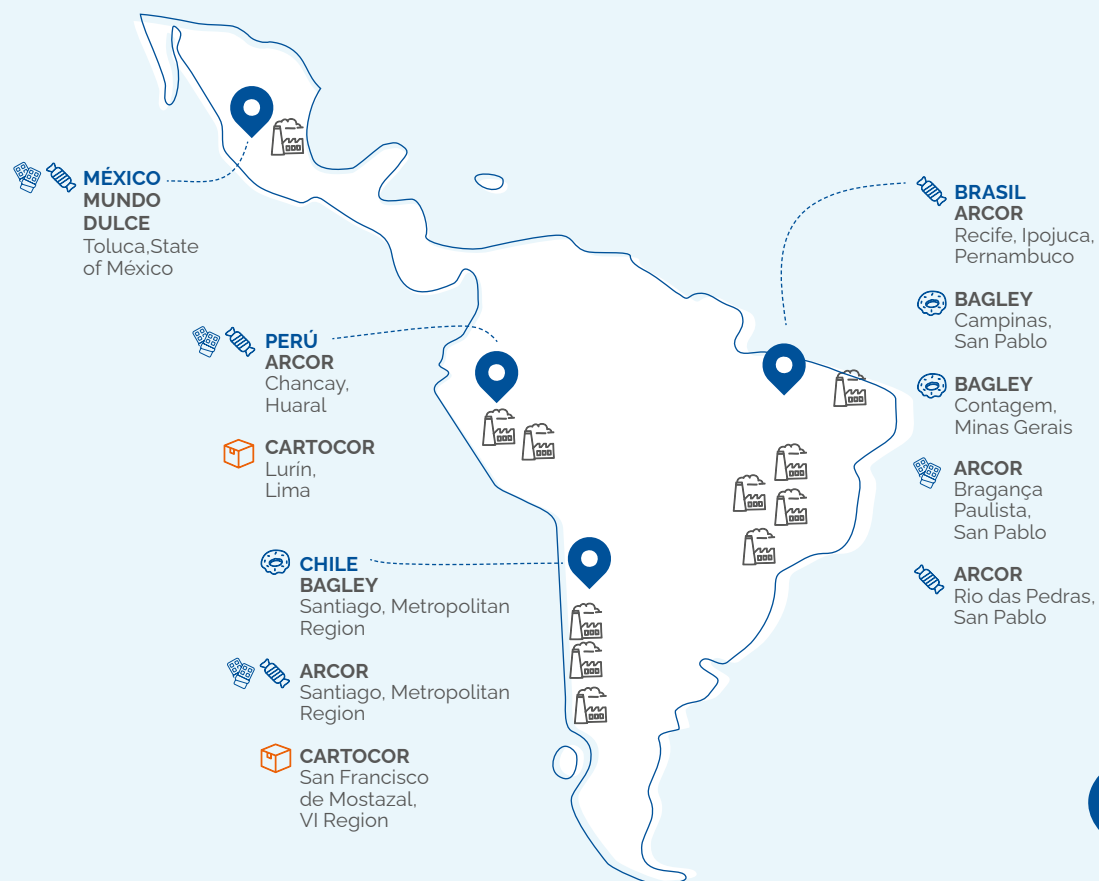 MÉXICO
MUNDO
DULCE
Toluca,State
of México
PERÚ
ARCOR
Chancay,
Huaral
CARTOCOR
Lurín,
Lima
CHILE
BAGLEY
Santiago, Metropolitan
Region
ARCOR
Santiago, Metropolitan
Region
CARTOCOR
San Francisco
de Mostazal,
VI Region
BRASIL
ARCOR
Recife, Ipojuca,
Pernambuco
BAGLEY
Campinas,
San Pablo
BAGLEY
Contagem,
Minas Gerais
ARCOR
Bragança
Paulista,
San Pablo
ARCOR
Rio das Pedras,
San Pablo